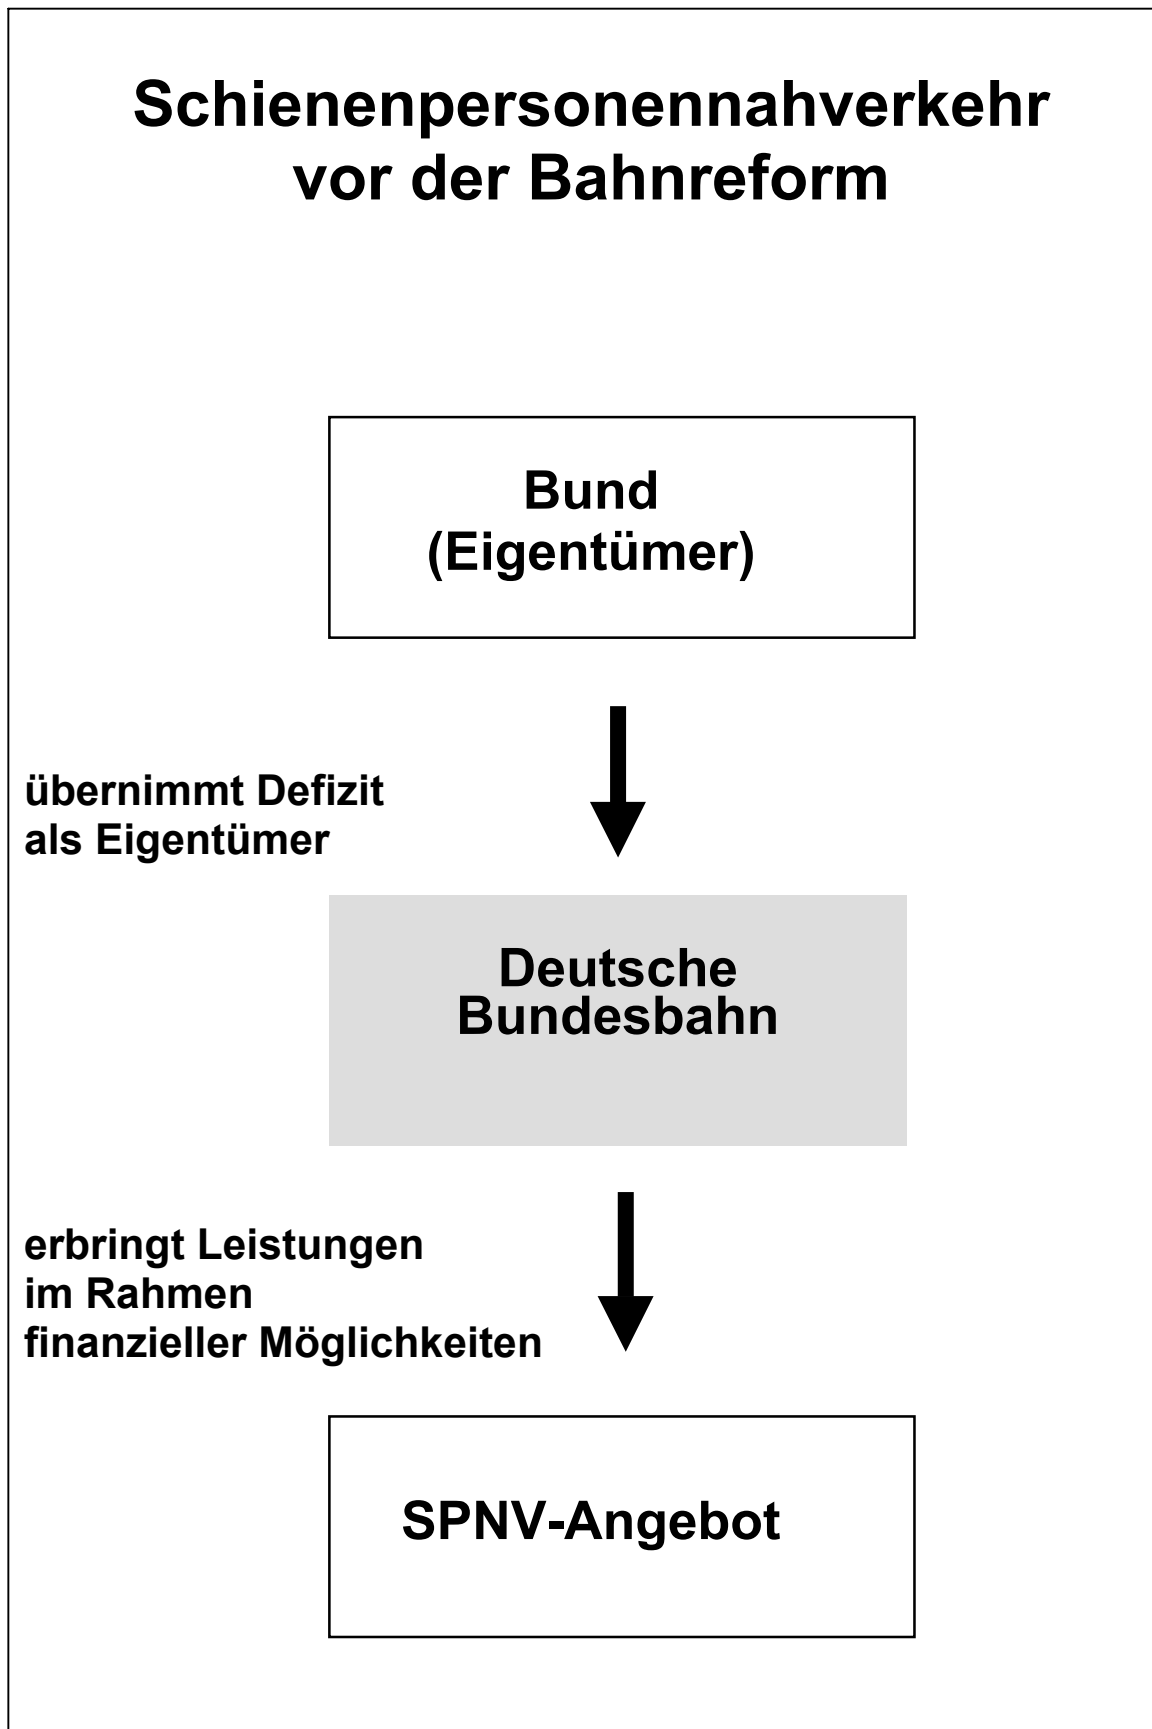 Schienenpersonennahverkehr
vor der Bahnreform
Bund
(Eigentümer)
übernimmt Defizit
als Eigentümer
Deutsche
Bundesbahn
erbringt Leistungen
im Rahmen
finanzieller Möglichkeiten
SPNV-Angebot